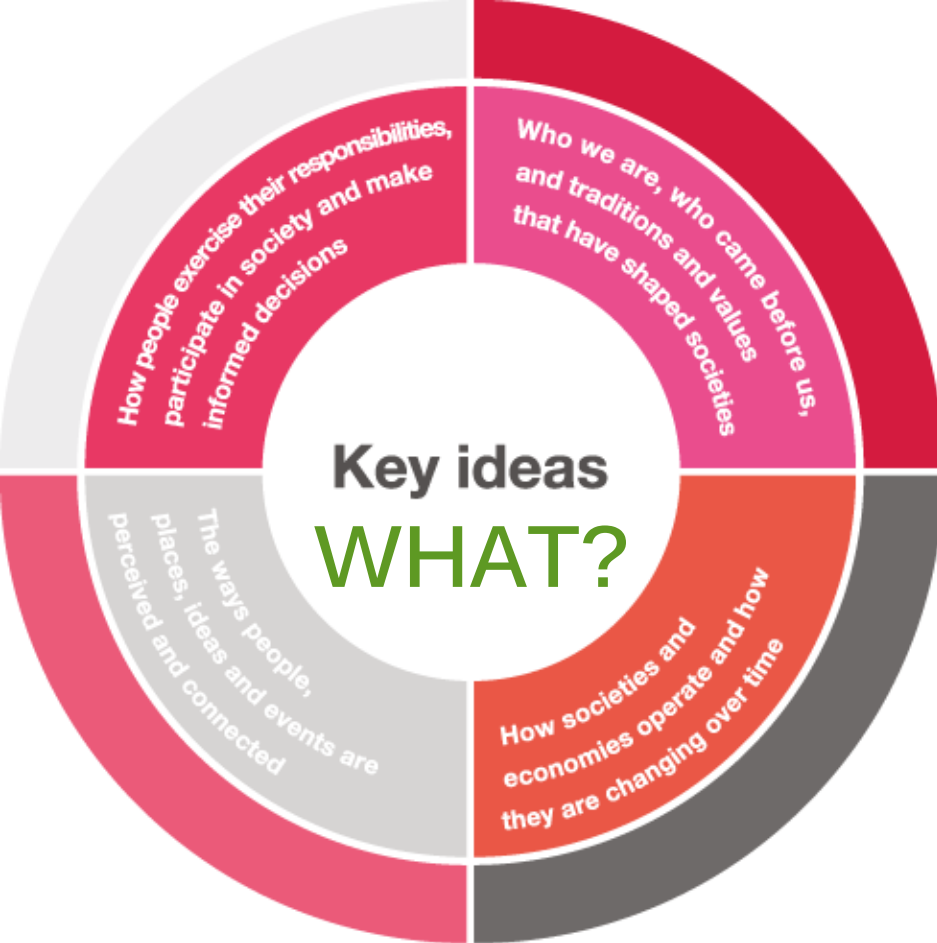 Key ideas
WHAT?
Who we are, who came before us,
and traditions and values
that have shaped societies
How societies and
economies operate and how
they are changing over time
The ways people,
places, ideas and events are
perceived and connected
How people exercise their responsibilities,
participate in society and make
informed decisions